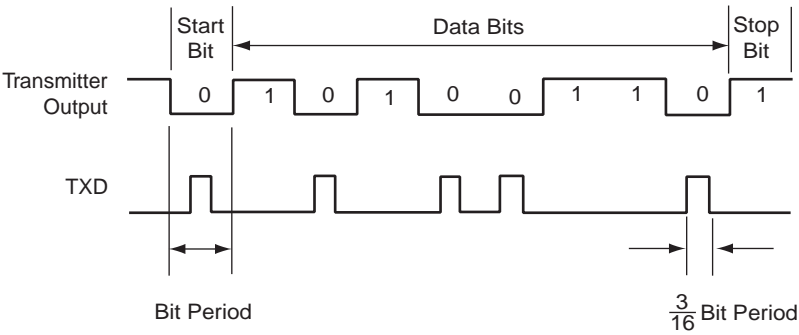 Start
Bit
Data Bits
Stop
Bit
Transmitter
Output
0 1 0 1 0 0 1 1 0 1
TXD
Bit Period
3
16 Bit Period